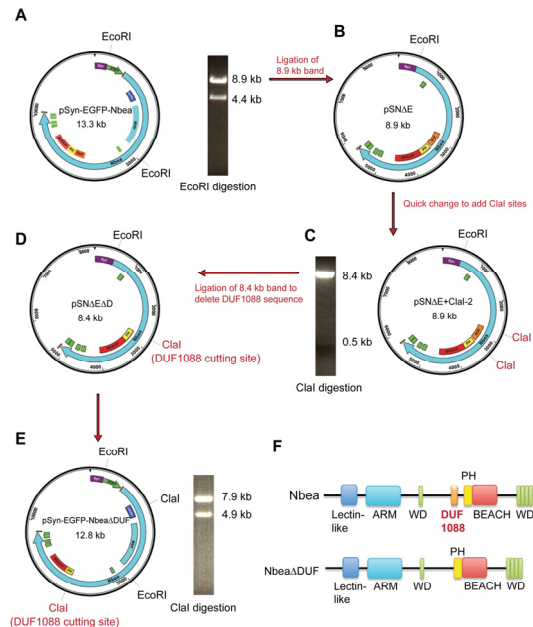 A
EcoRI
pSyn-EGFP-Nbea
13.3 kb
EcoRI
8.9 kb
4.4 kb
EcoRI digestion
Ligation of
8.9 kb band
B
EcoRI
pSNΔE
8.9 kb
Quick change to add ClaI sites
C
8.4 kb
0.5 kb
ClaI digestion
EcoRI
pSNΔE+ClaI-2
8.9 kb
ClaI
ClaI
Ligation of 8.4 kb band to
delete DUF1088 sequence
D
EcoRI
pSNΔEΔD
8.4 kb
ClaI
(DUF1088 cutting site)
E
EcoRI
ClaI
pSyn-EGFP-NbeaΔDUF
12.8 kb
EcoRI
ClaI
(DUF1088 cutting site)
7.9 kb
4.9 kb
ClaI digestion
F
Nbea
Lectin-
like
ARM
WD
DUF
1088
PH
BEACH
WD
NbeaΔDUF
Lectin-
like
ARM
WD
PH
BEACH
WD